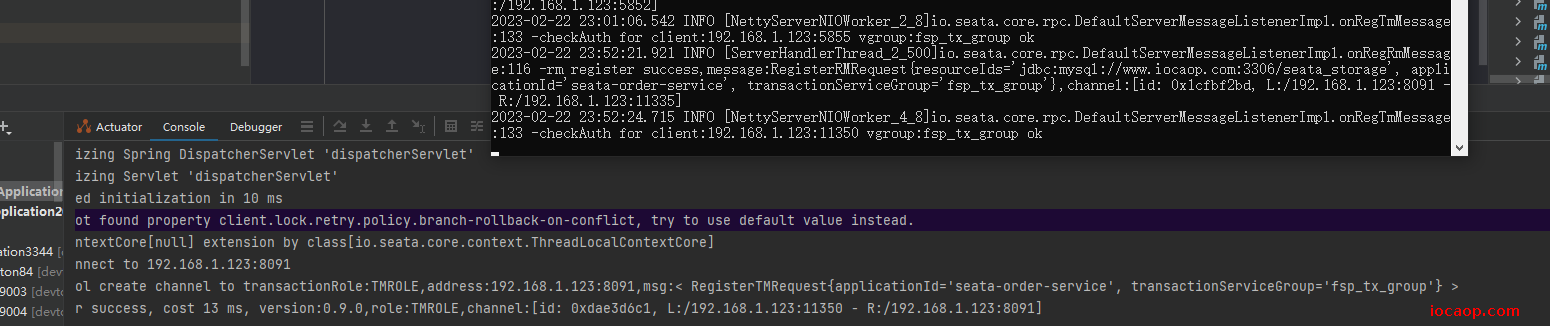 :/192.168.1.123:5852]
2023-02-22 23:01:06.542 INFO [NettyServerNIOWorker_2_8]io.seata.core.rpc.DefaultServerMessageListenerImpl.onRegTmMessage
:133 -checkAuth for client:192.168.1.123:5855 vgroup:fsp_tx_group ok
2023-02-22 23:52:21.921 INFO [ServerHandlerThread_2_500]io.seata.core.rpc.DefaultServerMessageListenerImpl.onRegRmMessag
e:116 -rm register success,message:RegisterRMRequest{resourceIds='jdbc:mysql://www.iocaop.com:3306/seata_storage', appli
cationId='seata-order-service', transactionServiceGroup='fsp_tx_group'},channel:[id: 0x1cfbf2bd, L:/192.168.1.123:8091 -
R:/192.168.1.123:11335]
2023-02-22 23:52:24.715 INFO [NettyServerNIOWorker_4_8]io.seata.core.rpc.DefaultServerMessageListenerImpl.onRegTmMessage
:133 -checkAuth for client:192.168.1.123:11350 vgroup:fsp_tx_group ok
Actuator Console Debugger
izing Spring DispatcherServlet 'dispatcherServlet'
izing Servlet 'dispatcherServlet'
Application
ed initialization in 10 ms
pplication2
ot found property client.lock.retry.policy.branch-rollback-on-conflict, try to use default value instead.
ntextCore[null] extension by class[io.seata.core.context.ThreadLocalContextCore]
ation3344 [de
nnect to 192.168.1.123:8091
ton84 [devto
ol create channel to transactionRole:TMROLE,address:192.168.1.123:8091,msg:< RegisterTMRequest{applicationId='seata-order-service', transactionServiceGroup='fsp_tx_group'} >
9003 [devto
r success, cost 13 ms, version:0.9.0,role:TMROLE,channel:[id: 0xdae3d6c1, L:/192.168.1.123:11350 - R:/192.168.1.123:8091]
9004 [devto
iocaop.com